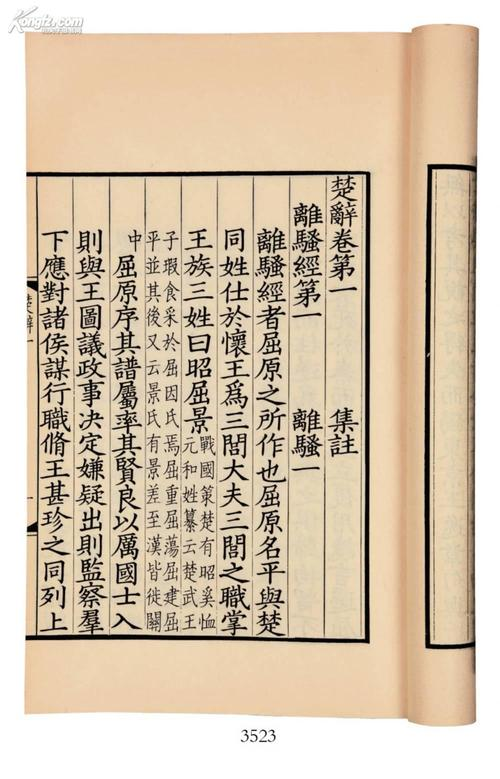 Kongfz.com
楚辭卷第一 集註
離騷經第一 離騷一
離騷經者屈原之所作也屈原名平與楚
同姓仕於懷王爲三閭大夫三閭之職掌
王族三姓曰昭屈景
戰國策楚有昭奚恤
元和姓纂云楚武王
子瑕食采於屈因氏焉屈重屈蕩屈建屈
平並其後又云景氏有景差至漢皆徙關
中
屈原序其譜屬率其賢良以厲國士入
則與王圖議政事決定嫌疑出則監察羣
下應對諸侯謀行職脩王甚珍之同列上
楚辭一
3523